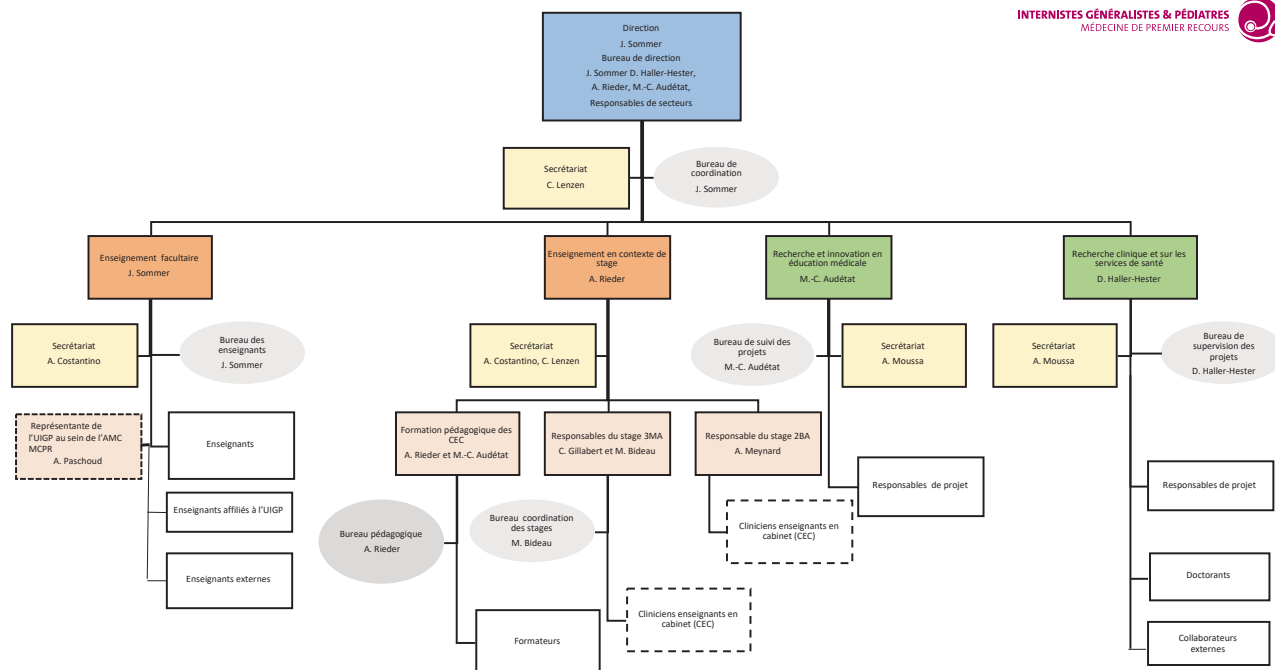 INTERNISTES GÉNÉRALISTES & PÉDIATRES
MÉDECINE DE PREMIER RECOURS
Direction
J. Sommer
Bureau de direction
J. Sommer D. Haller-Hester,
A. Rieder, M.-C. Audétat,
Responsables de secteurs
Secrétariat
C. Lenzen
Bureau de
coordination
J. Sommer
Enseignement facultaire
J. Sommer
Enseignement en contexte de
stage
A. Rieder
Recherche et innovation en
éducation médicale
M.-C. Audétat
Recherche clinique et sur les
services de santé
D. Haller-Hester
Secrétariat
A. Costantino
Bureau des
enseignants
J. Sommer
Secrétariat
A. Costantino, C. Lenzen
Bureau de suivi des
projets
M.-C. Audétat
Secrétariat
A. Moussa
Secrétariat
A. Moussa
Bureau de
supervision des
projets
D. Haller-Hester
Représentante de
l'UIGP au sein de l'AMC
MCPR
A. Paschoud
Enseignants
Formation pédagogique des
CEC
A. Rieder et M.-C. Audétat
Responsables du stage 3MA
C. Gillabert et M. Bideau
Responsable du stage 2BA
A. Meynard
Responsables de projet
Responsables de projet
Enseignants affiliés à l'UIGP
Bureau pédagogique
A. Rieder
Bureau coordination
des stages
M. Bideau
Cliniciens enseignants en
cabinet (CEC)
Enseignants externes
Doctorants
Formateurs
Cliniciens enseignants en
cabinet (CEC)
Collaborateurs
externes